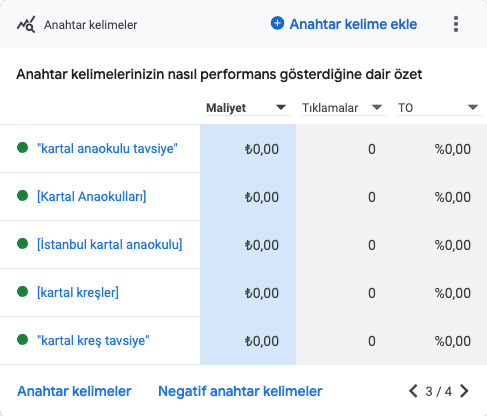 Anahtar kelimeler
Anahtar kelime ekle
Anahtar kelimelerinizin nasıl performans gösterdiğine dair özet
Maliyet Tıklamalar TO
"kartal anaokulu tavsiye" ₺0,00 0 %0,00
[Kartal Anaokulları] ₺0,00 0 %0,00
[İstanbul kartal anaokulu] ₺0,00 0 %0,00
[kartal kreşler] ₺0,00 0 %0,00
"kartal kreş tavsiye" ₺0,00 0 %0,00
Anahtar kelimeler Negatif anahtar kelimeler 3 / 4